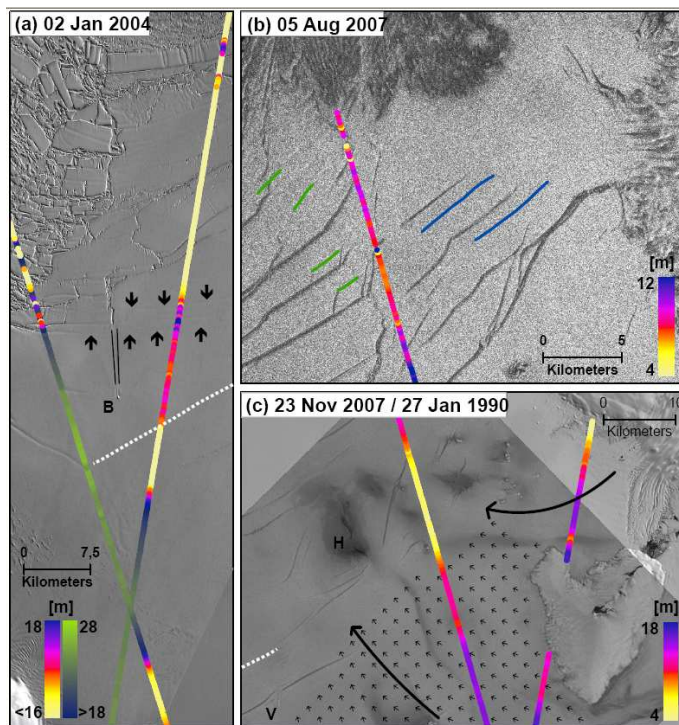 (a) 02 Jan 2004
B
0 7,5
Kilometers
[m]
18 28
<16 >18
(b) 05 Aug 2007
[m]
12
4
0 5
Kilometers
(c) 23 Nov 2007 / 27 Jan 1990
0 10
Kilometers
H
V
[m]
18
4